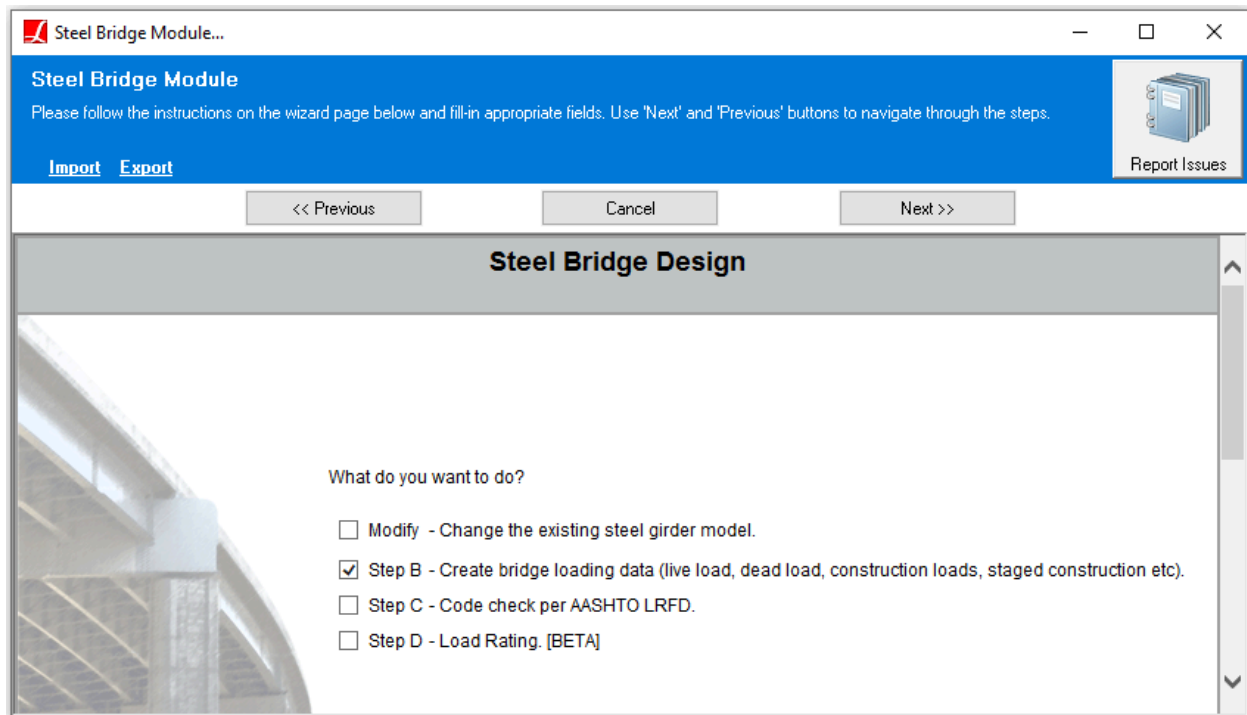 Steel Bridge Module...
Steel Bridge Module
Please follow the instructions on the wizard page below and fill-in appropriate fields. Use 'Next' and 'Previous' buttons to navigate through the steps.
Import Export
Report Issues
<< Previous Cancel Next >>
Steel Bridge Design
What do you want to do?
Modify - Change the existing steel girder model.
Step B - Create bridge loading data (live load, dead load, construction loads, staged construction etc).
Step C - Code check per AASHTO LRFD.
Step D - Load Rating. [BETA]